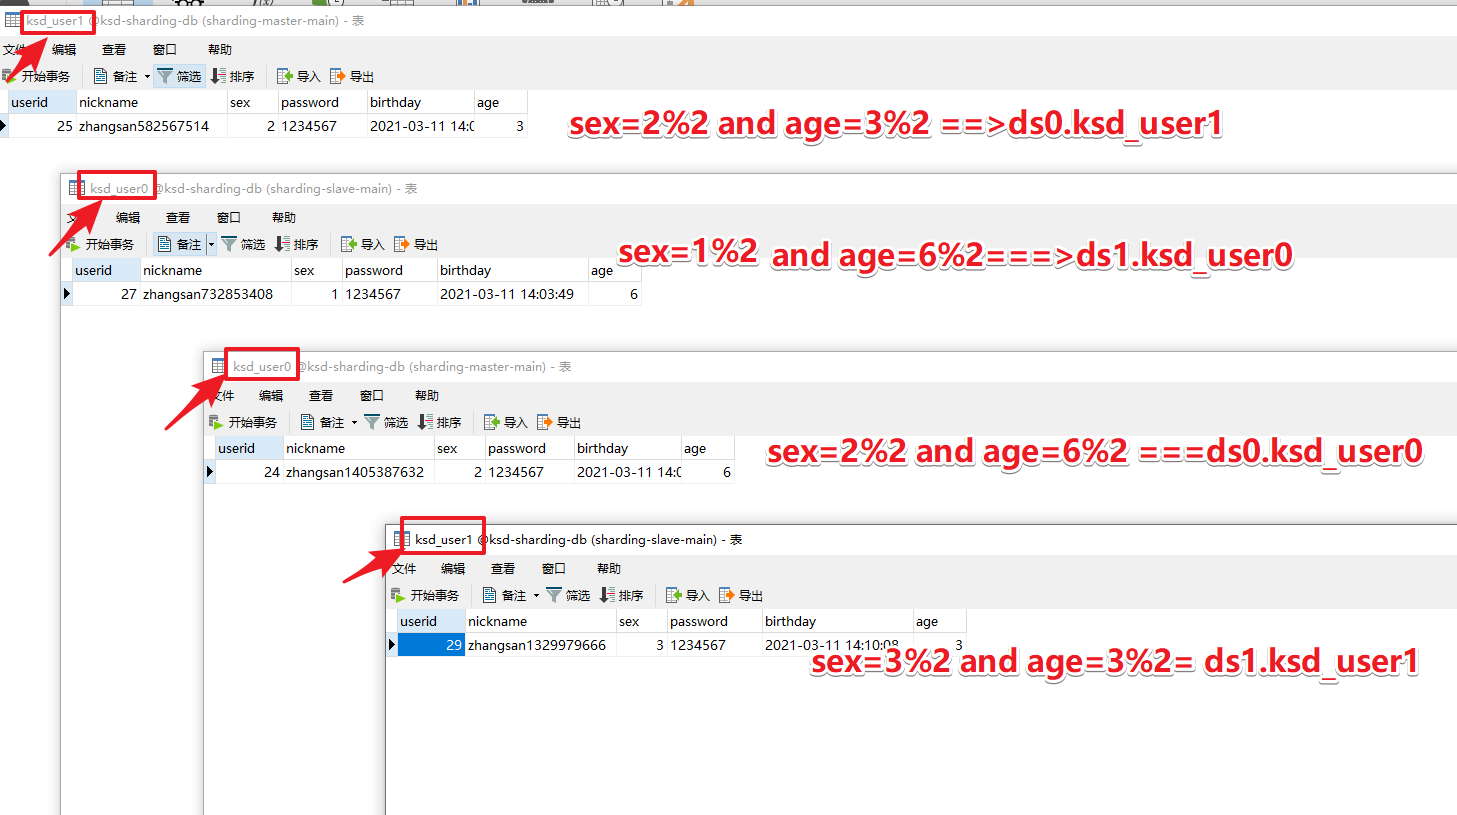 ksd_user1 @ksd-sharding-db (sharding-master-main) - 表
文件 编辑 查看 窗口 帮助
开始事务 备注 筛选 排序 导入 导出
userid nickname sex password birthday age
25 zhangsan582567514 2 1234567 2021-03-11 14:0 3
sex=2%2 and age=3%2 ==>ds0.ksd_user1
ksd_user0 @ksd-sharding-db (sharding-slave-main) - 表
编辑 查看 窗口 帮助
开始事务 备注 筛选 排序 导入 导出
userid nickname sex password birthday age
27 zhangsan732853408 1 1234567 2021-03-11 14:03:49 6
sex=1%2 and age=6%2===>ds1.ksd_user0
ksd_user0 @ksd-sharding-db (sharding-master-main) - 表
文件 编辑 查看 窗口 帮助
开始事务 备注 筛选 排序 导入 导出
userid nickname sex password birthday age
24 zhangsan1405387632 2 1234567 2021-03-11 14:0 6
sex=2%2 and age=6%2 ===ds0.ksd_user0
ksd_user1 @ksd-sharding-db (sharding-slave-main) - 表
文件 编辑 查看 窗口 帮助
开始事务 备注 筛选 排序 导入 导出
userid nickname sex password birthday age
29 zhangsan1329979666 3 1234567 2021-03-11 14:10:08 3
sex=3%2 and age=3%2= ds1.ksd_user1